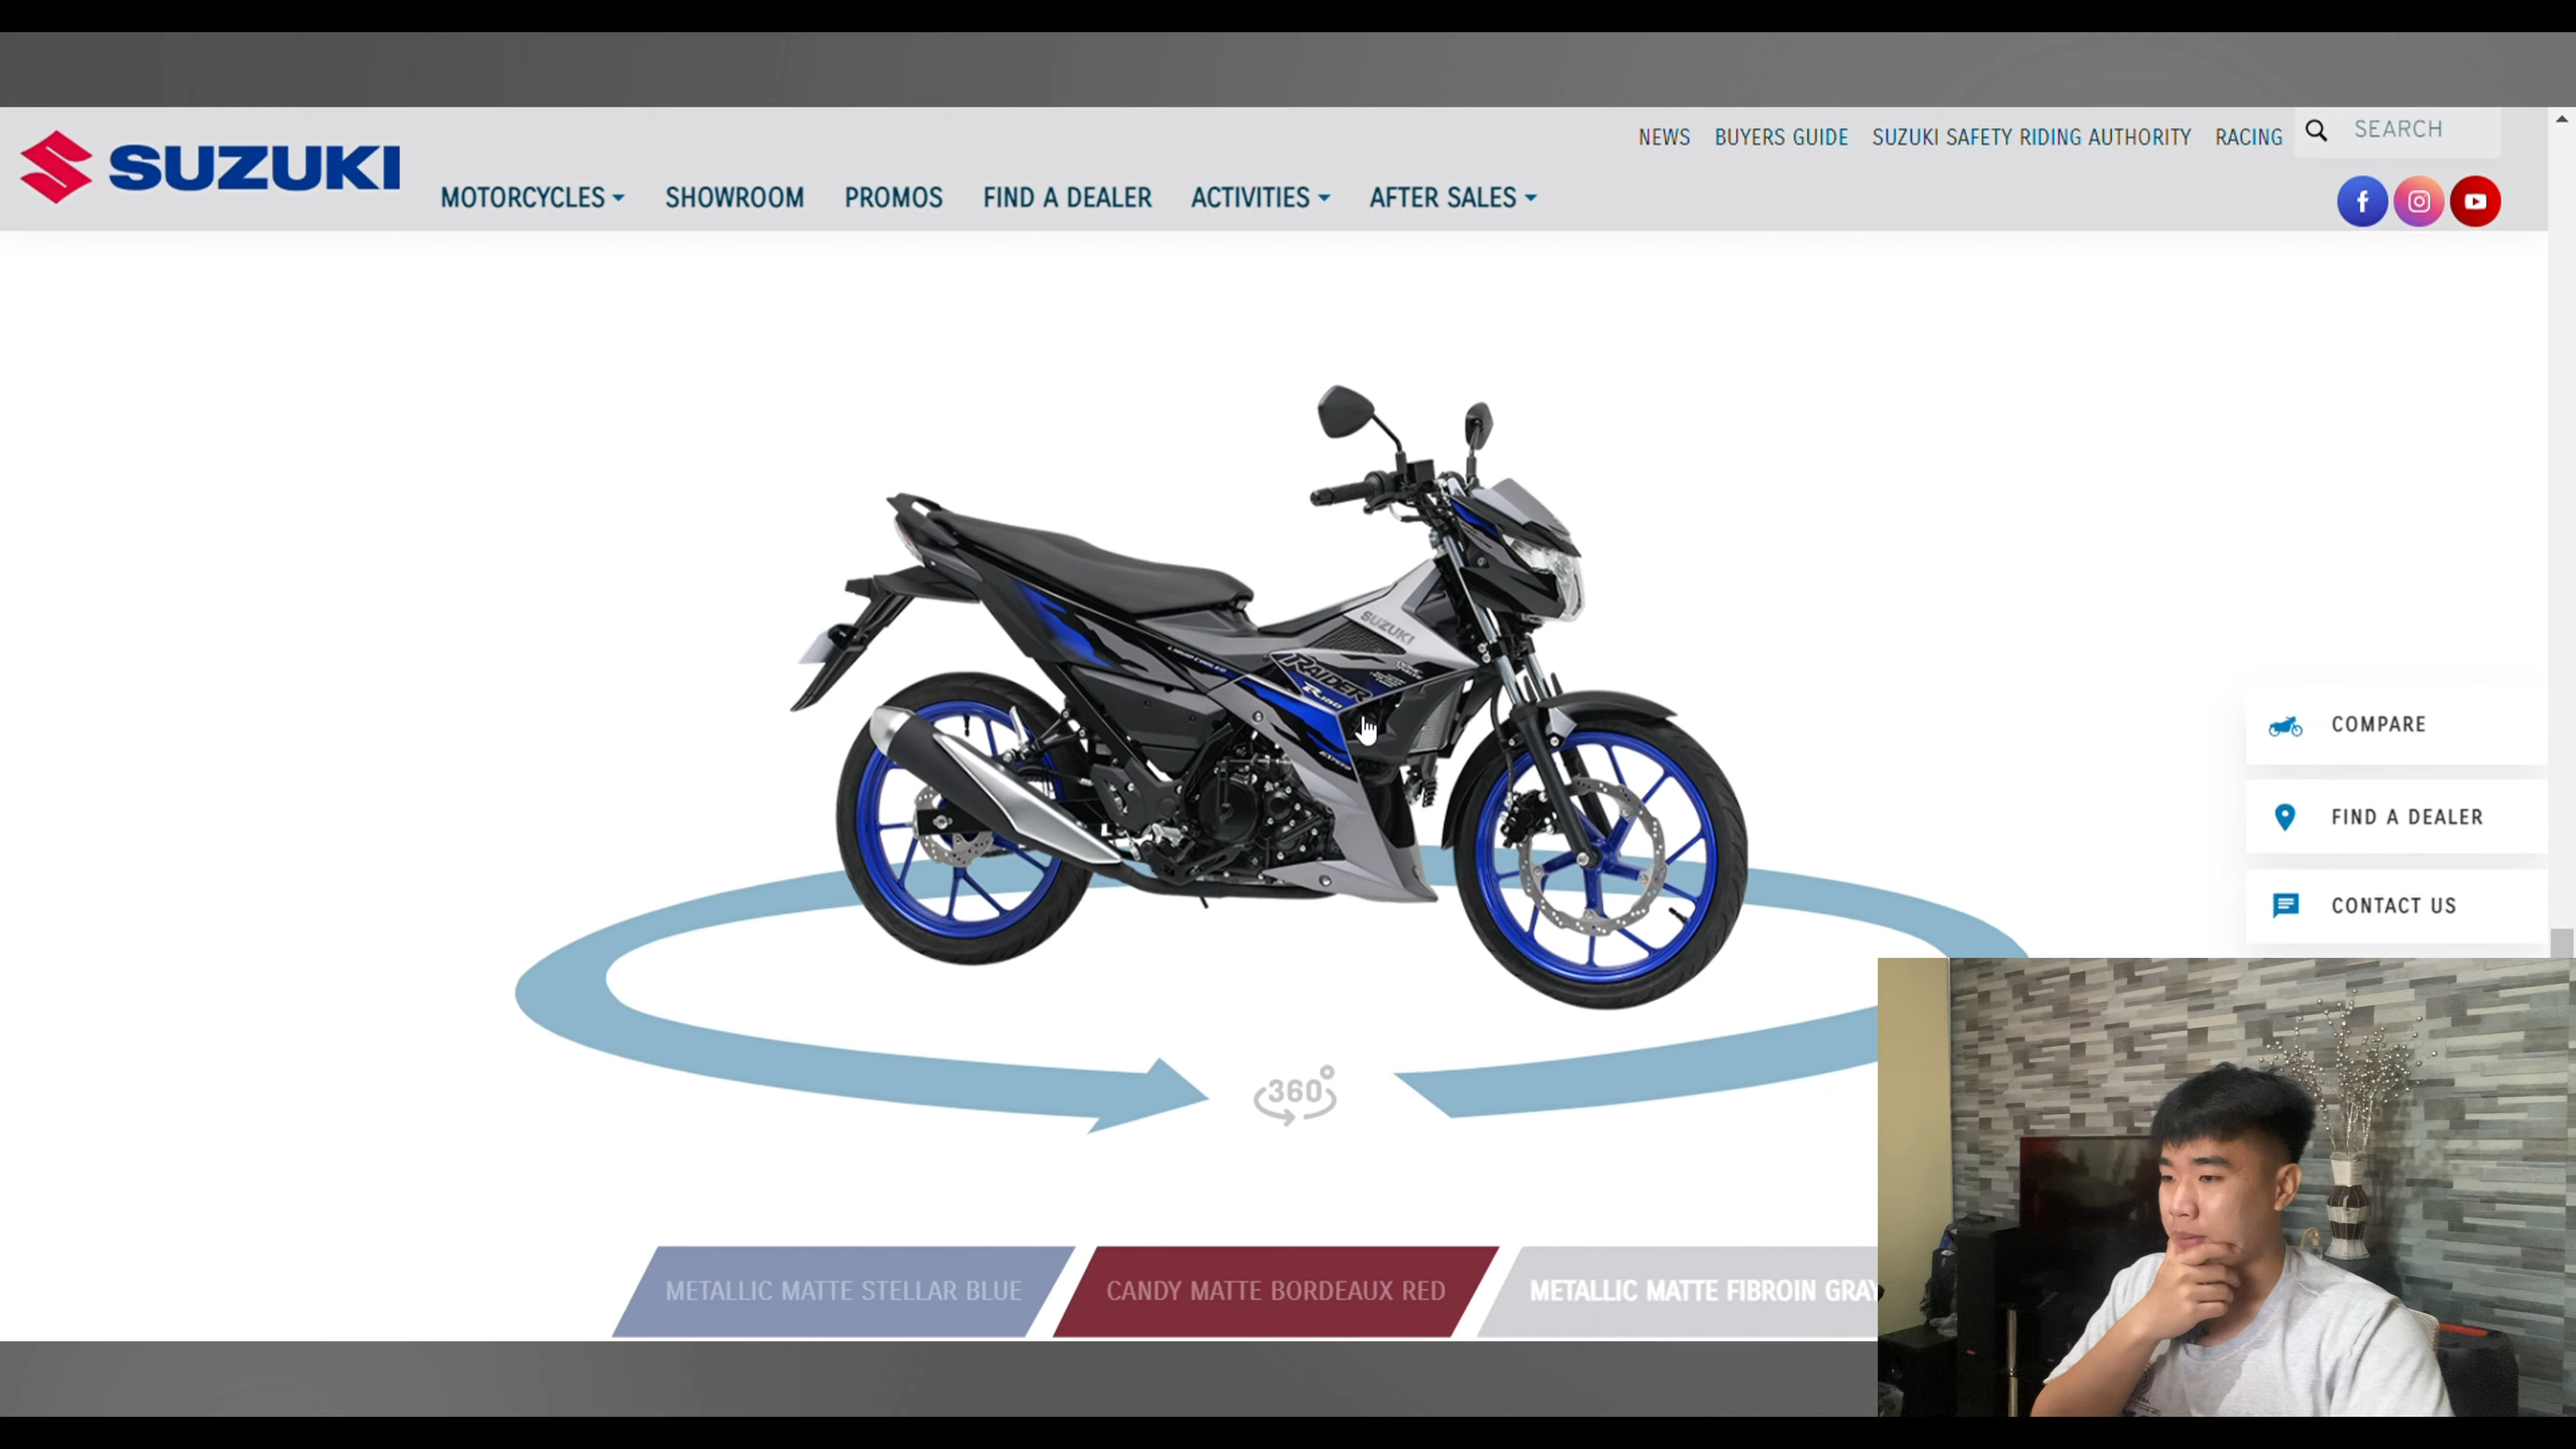 NEWS BUYERS GUIDE SUZUKI SAFETY RIDING AUTHORITY RACING SEARCH
SUZUKI
MOTORCYCLES SHOWROOM PROMOS FIND A DEALER ACTIVITIES AFTER SALES
SUZUKI
RAIDER
R150
COMPARE
FIND A DEALER
CONTACT US
360°
METALLIC MATTE STELLAR BLUE CANDY MATTE BORDEAUX RED METALLIC MATTE FIBROIN GRAY